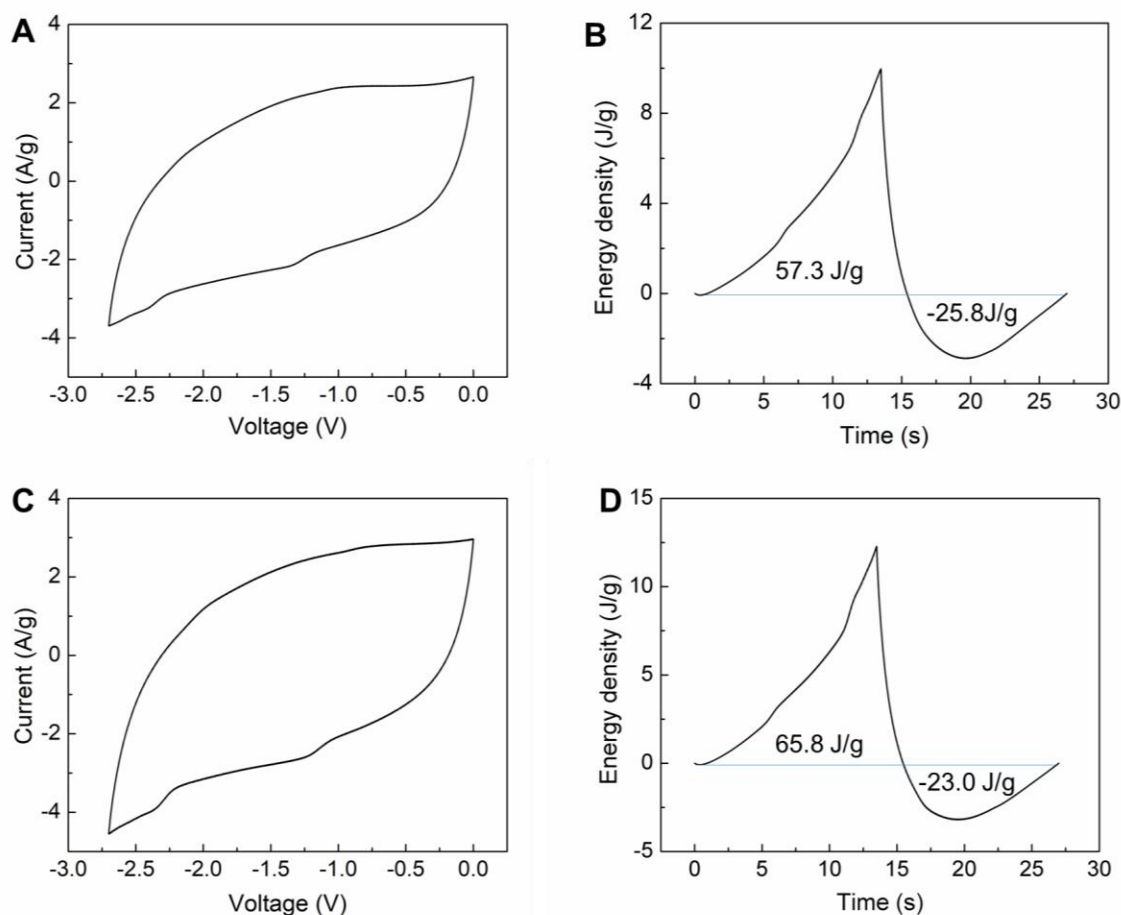 A
Current (A/g)
4
2
0
-2
-4
-3.0 -2.5 -2.0 -1.5 -1.0 -0.5 0.0
Voltage (V)
B
Energy density (J/g)
12
8
4
0
-4
57.3 J/g
-25.8J/g
0 5 10 15 20 25 30
Time (s)
C
Current (A/g)
4
2
0
-2
-4
-3.0 -2.5 -2.0 -1.5 -1.0 -0.5 0.0
Voltage (V)
D
Energy density (J/g)
15
10
5
0
-5
65.8 J/g
-23.0 J/g
0 5 10 15 20 25 30
Time (s)